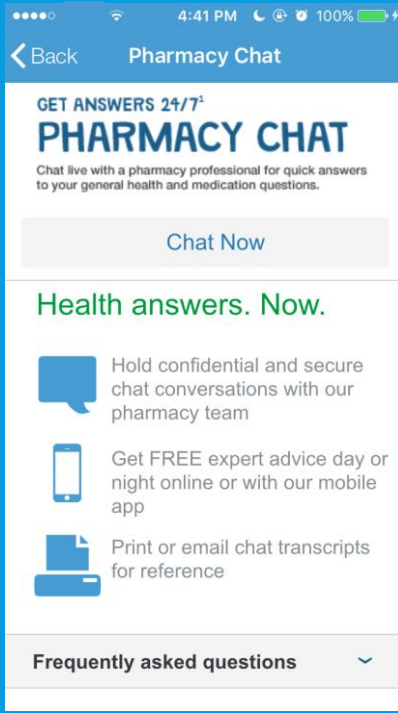 4:41 PM 100%
Back Pharmacy Chat
GET ANSWERS 24/7¹
PHARMACY CHAT
Chat live with a pharmacy professional for quick answers
to your general health and medication questions.
Chat Now
Health answers. Now.
Hold confidential and secure
chat conversations with our
pharmacy team
Get FREE expert advice day or
night online or with our mobile
app
Print or email chat transcripts
for reference
Frequently asked questions